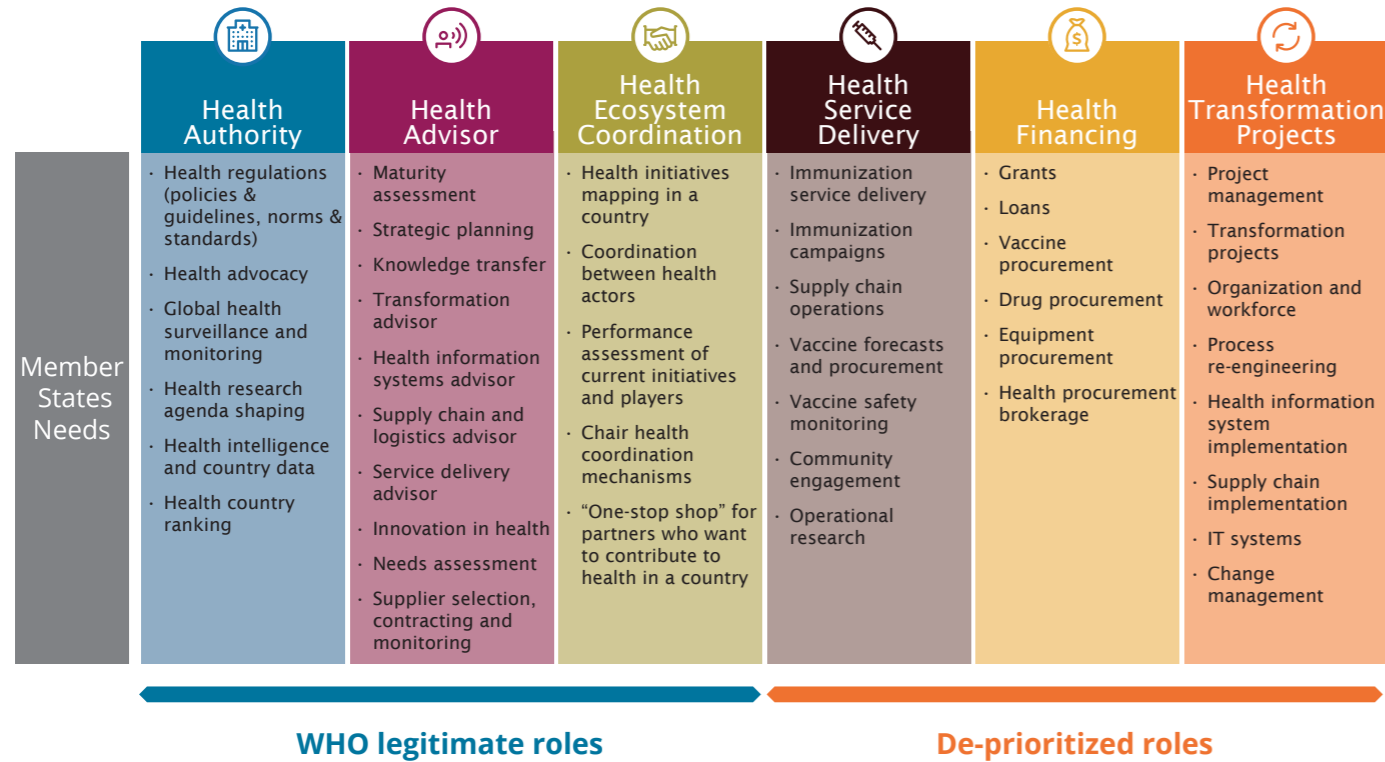 Health
Authority
Health
Advisor
Health
Ecosystem
Coordination
Health
Service
Delivery
$
Health
Financing
Health
Transformation
Projects
Member
States
Needs
· Health regulations
(policies &
guidelines, norms &
standards)
· Health advocacy
· Global health
surveillance and
monitoring
· Health research
agenda shaping
· Health intelligence
and country data
· Health country
ranking
· Maturity
assessment
· Strategic planning
· Knowledge transfer
· Transformation
advisor
· Health information
systems advisor
· Supply chain and
logistics advisor
· Service delivery
advisor
· Innovation in health
· Needs assessment
· Supplier selection,
contracting and
monitoring
· Health initiatives
mapping in a
country
· Coordination
between health
actors
· Performance
assessment of
current initiatives
and players
· Chair health
coordination
mechanisms
· “One-stop shop” for
partners who want
to contribute to
health in a country
· Immunization
service delivery
· Immunization
campaigns
· Supply chain
operations
· Vaccine forecasts
and procurement
· Vaccine safety
monitoring
· Community
engagement
· Operational
research
· Grants
· Loans
· Vaccine
procurement
· Drug procurement
· Equipment
procurement
· Health procurement
brokerage
· Project
management
· Transformation
projects
· Organization and
workforce
· Process
re-engineering
· Health information
system
implementation
· Supply chain
implementation
· IT systems
· Change
management
WHO legitimate roles
De-prioritized roles